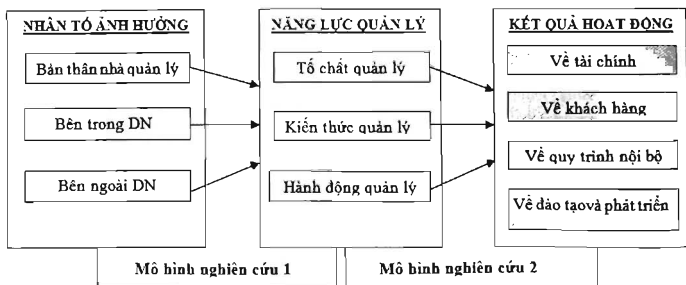 NHÂN TỐ ẢNH HƯỞNG
Bản thân nhà quản lý
Bên trong DN
Bên ngoài DN
NĂNG LỰC QUẢN LÝ
Tố chất quản lý
Kiến thức quản lý
Hành động quản lý
KẾT QUẢ HOẠT ĐỘNG
Về tài chính
Về khách hàng
Về quy trình nội bộ
Về đào tạovà phát triển
Mô hình nghiên cứu 1
Mô hình nghiên cứu 2